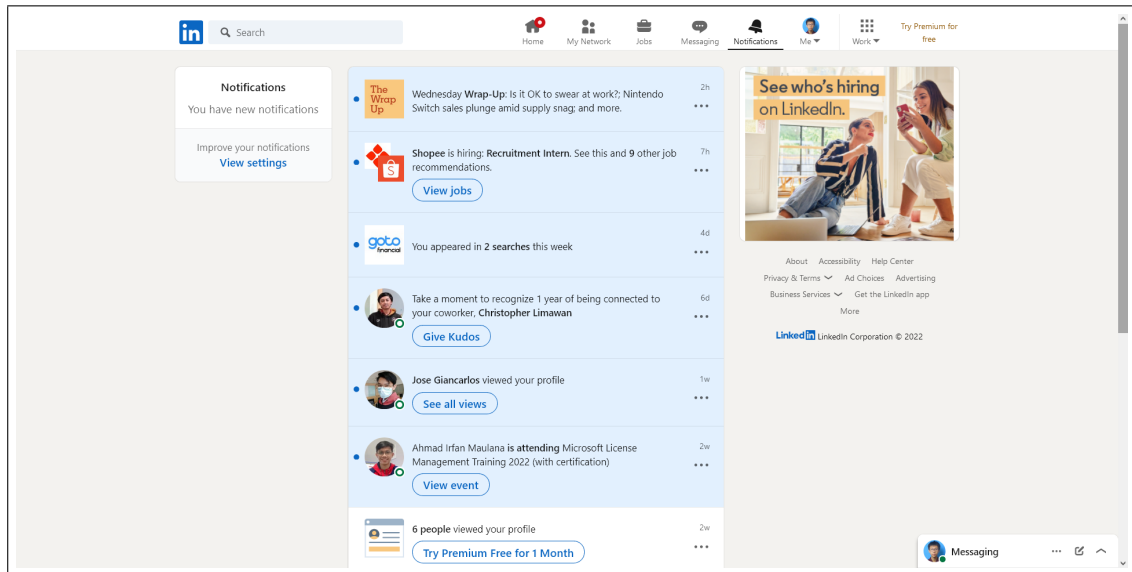 in
Search
Home
My Network
Jobs
Messaging
Notifications
Me
Work
Try Premium for
free
Notifications
You have new notifications
Improve your notifications
View settings
The
Wrap
Up
Wednesday Wrap-Up: Is it OK to swear at work?; Nintendo
Switch sales plunge amid supply snag; and more.
2h
S
Shopee is hiring: Recruitment Intern. See this and 9 other job
recommendations.
7h
View jobs
goto
financial
You appeared in 2 searches this week
4d
Take a moment to recognize 1 year of being connected to
your coworker, Christopher Limawan
6d
Give Kudos
Jose Giancarlos viewed your profile
1w
See all views
Ahmad Irfan Maulana is attending Microsoft License
Management Training 2022 (with certification)
2w
View event
6 people viewed your profile
2w
Try Premium Free for 1 Month
See who's hiring
on LinkedIn.
About Accessibility Help Center
Privacy & Terms Ad Choices Advertising
Business Services Get the LinkedIn app
More
Linked in LinkedIn Corporation © 2022
Messaging